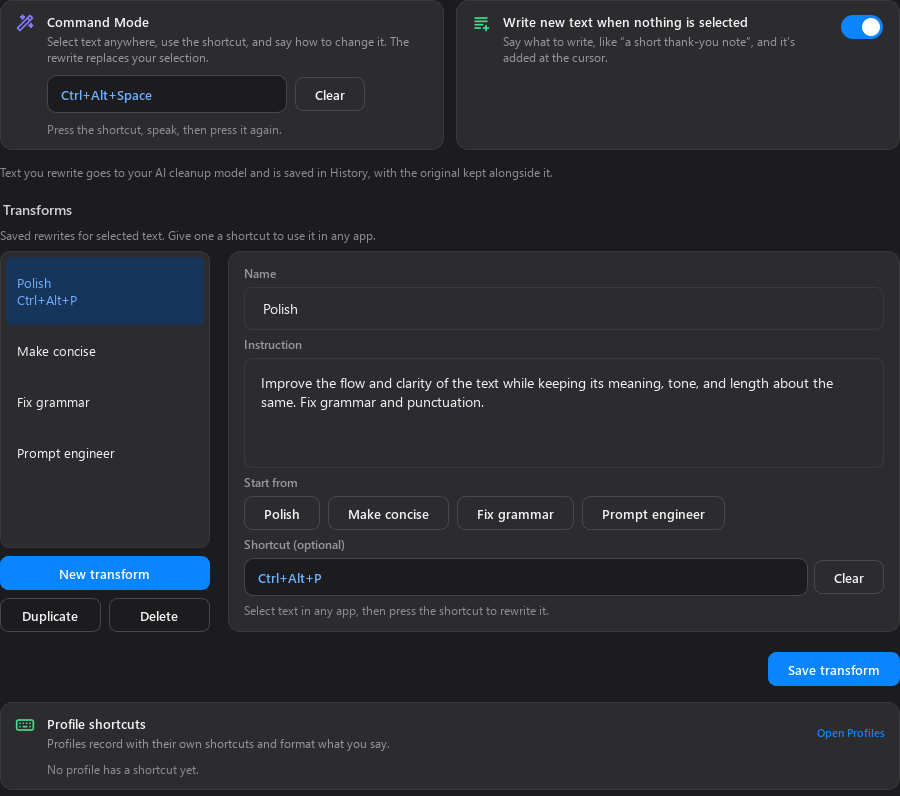 Command Mode
Select text anywhere, use the shortcut, and say how to change it. The
rewrite replaces your selection.
Ctrl+Alt+Space
Clear
Press the shortcut, speak, then press it again.
Write new text when nothing is selected
Say what to write, like “a short thank-you note”, and it's
added at the cursor.
Text you rewrite goes to your AI cleanup model and is saved in History, with the original kept alongside it.
Transforms
Saved rewrites for selected text. Give one a shortcut to use it in any app.
Polish
Ctrl+Alt+P
Make concise
Fix grammar
Prompt engineer
New transform
Duplicate
Delete
Name
Polish
Instruction
Improve the flow and clarity of the text while keeping its meaning, tone, and length about the
same. Fix grammar and punctuation.
Start from
Polish
Make concise
Fix grammar
Prompt engineer
Shortcut (optional)
Ctrl+Alt+P
Clear
Select text in any app, then press the shortcut to rewrite it.
Save transform
Profile shortcuts
Profiles record with their own shortcuts and format what you say.
No profile has a shortcut yet.
Open Profiles